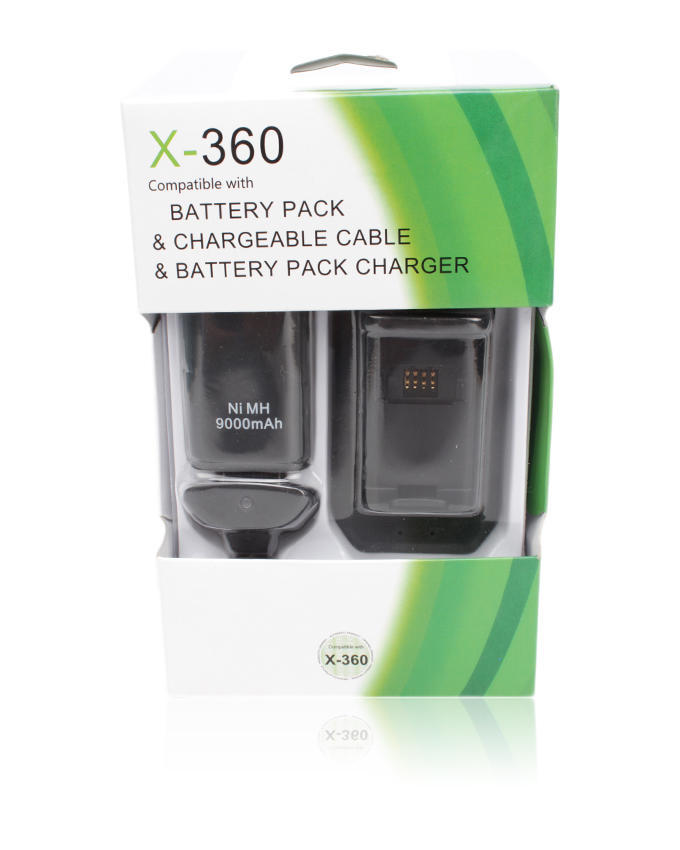 X-360
Compatible with
BATTERY PACK
& CHARGEABLE CABLE
& BATTERY PACK CHARGER
Ni MH
9000mAh
Compatible with
X-360